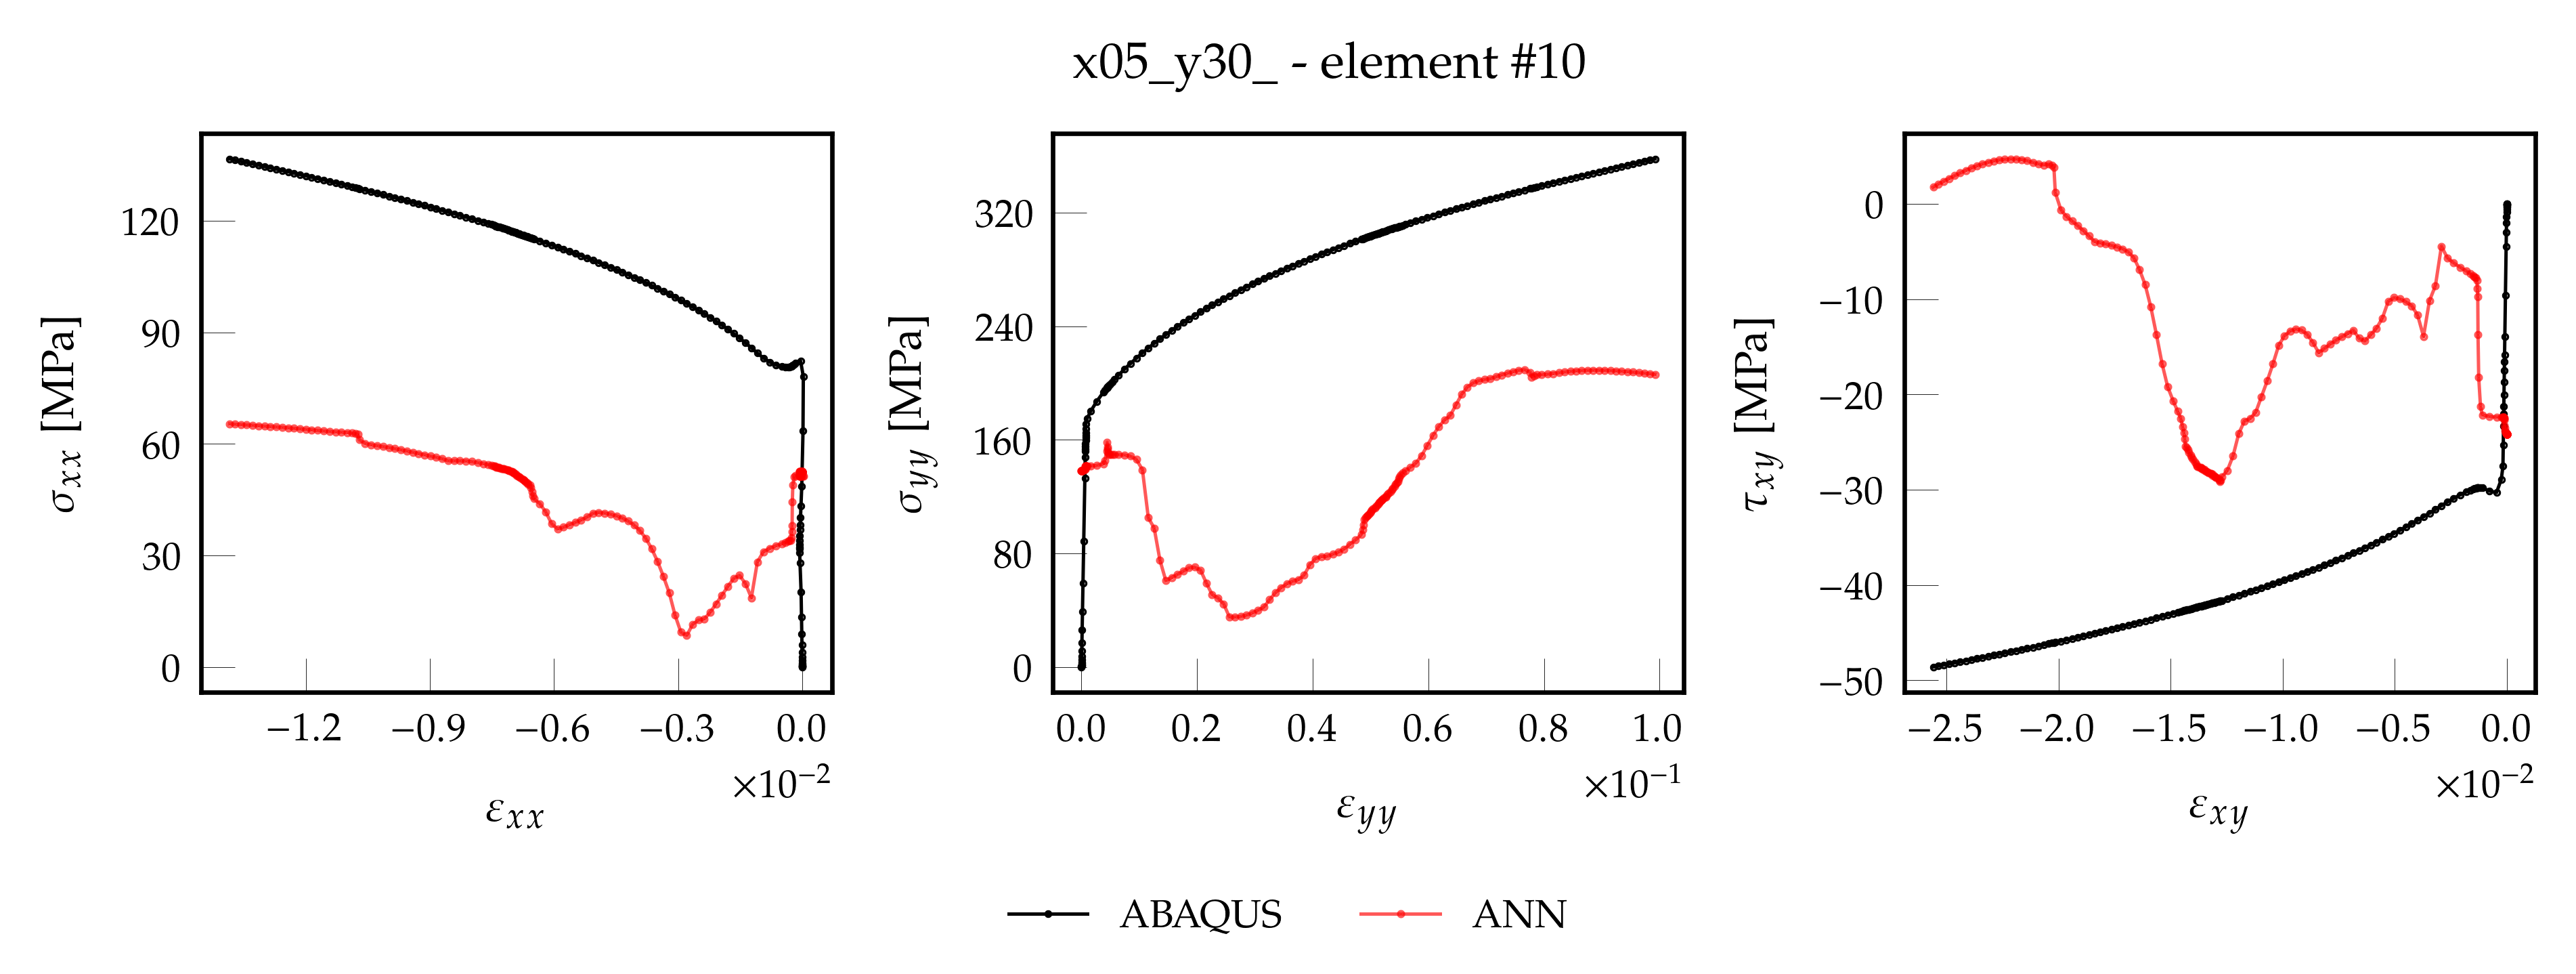 x05_y30_ - element #10
σxx [MPa]
120
90
60
30
0
−1.2 −0.9 −0.6 −0.3 0.0
×10−2
εxx
σyy [MPa]
320
240
160
80
0
0.0 0.2 0.4 0.6 0.8 1.0
×10−1
εyy
τxy [MPa]
0
−10
−20
−30
−40
−50
−2.5 −2.0 −1.5 −1.0 −0.5 0.0
×10−2
εxy
ABAQUS ANN